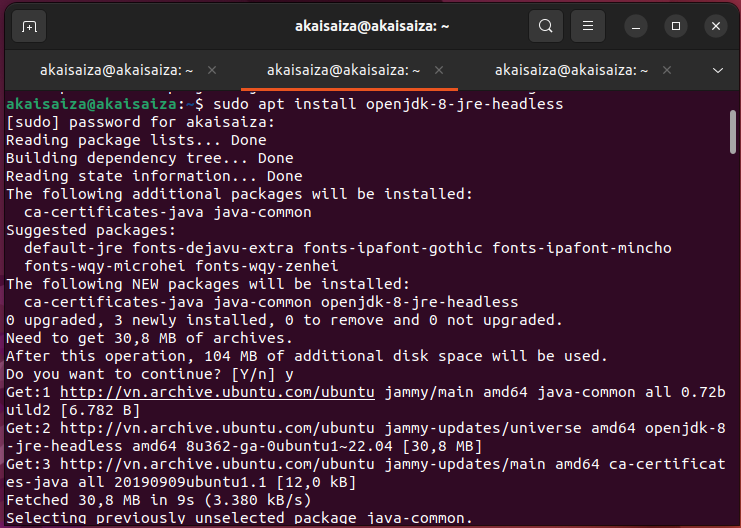 akaisaiza@akaisaiza: ~
akaisaiza@akaisaiza: ~ × akaisaiza@akaisaiza: ~ × akaisaiza@akaisaiza: ~ ×
akaisaiza@akaisaiza:~$ sudo apt install openjdk-8-jre-headless
[sudo] password for akaisaiza:
Reading package lists... Done
Building dependency tree... Done
Reading state information... Done
The following additional packages will be installed:
  ca-certificates-java java-common
Suggested packages:
  default-jre fonts-dejavu-extra fonts-ipafont-gothic fonts-ipafont-mincho
  fonts-wqy-microhei fonts-wqy-zenhei
The following NEW packages will be installed:
  ca-certificates-java java-common openjdk-8-jre-headless
0 upgraded, 3 newly installed, 0 to remove and 0 not upgraded.
Need to get 30,8 MB of archives.
After this operation, 104 MB of additional disk space will be used.
Do you want to continue? [Y/n] y
Get:1 http://vn.archive.ubuntu.com/ubuntu jammy/main amd64 java-common all 0.72b
uild2 [6.782 B]
Get:2 http://vn.archive.ubuntu.com/ubuntu jammy-updates/universe amd64 openjdk-8
-jre-headless amd64 8u362-ga-0ubuntu1~22.04 [30,8 MB]
Get:3 http://vn.archive.ubuntu.com/ubuntu jammy-updates/main amd64 ca-certificat
es-java all 20190909ubuntu1.1 [12,0 kB]
Fetched 30,8 MB in 9s (3.380 kB/s)
Selecting previously unselected package java-common.